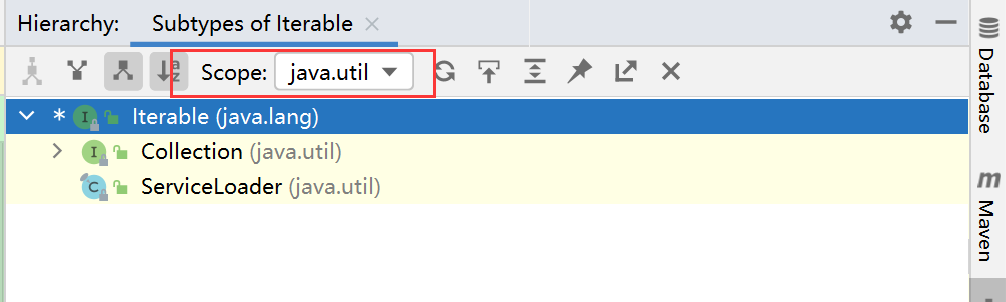 Hierarchy: Subtypes of Iterable
Scope: java.util
Iterable (java.lang)
Collection (java.util)
ServiceLoader (java.util)
Database
Maven